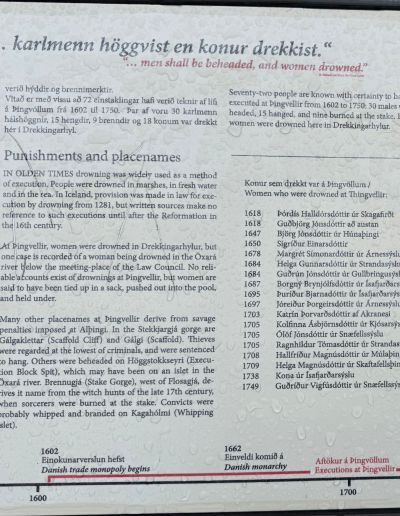 .. karlmenn höggvist en konur drekkist.“
“... men shall be beheaded, and women drowned.”
verið hýddir og brennimerktir.
Vitað er með vissu að 72 einstaklingar hafi verið teknir af lífi
á Þingvöllum frá 1602 til 1750. Þar af voru 30 karlmenn
hálshöggnir, 15 hengdir, 9 brenndir og 18 konum var drekkt
hér í Drekkingarhyl.
Punishments and placenames
IN OLDEN TIMES drowning was widely used as a method
of execution. People were drowned in marshes, in fresh water
and in the sea. In Iceland, provision was made in law for exe-
cution by drowning from 1281, but written sources make no
reference to such executions until after the Reformation in
the 16th century.
At Þingvellir, women were drowned in Drekkingarhylur, but
one case is recorded of a woman being drowned in the Öxará
river below the meeting-place of the Law Council. No reli-
able accounts exist of drownings at Þingvellir, but women are
said to have been tied up in a sack, pushed out into the pool,
and held under.
Many other placenames at Þingvellir derive from savage
penalties imposed at Alþingi. In the Stekkjargjá gorge are
Gálgaklettar (Scaffold Cliff) and Gálgi (Scaffold). Thieves
were regarded at the lowest of criminals, and were sentenced
to hang. Others were beheaded on Höggstokkseyri (Execu-
tion Block Spit), which may have been on an islet in the
Öxará river. Brennugjá (Stake Gorge), west of Flosagjá, de-
rives it name from the witch hunts of the late 17th century,
when sorcerers were burned at the stake. Convicts were
probably whipped and branded on Kagahólmi (Whipping
Islet).
Seventy-two people are known with certainty to ha
executed at Þingvellir from 1602 to 1750: 30 males w
headed, 15 hanged, and nine burned at the stake. 1
women were drowned here in Drekkingarhylur.
Konur sem drekkt var á Þingvöllum /
Women who were drowned at Thingvellir:
1618 Þórdís Halldórsdóttir úr Skagafirði
1618 Guðbjörg Jónsdóttir að austan
1647 Björg Jónsdóttir úr Húnaþingi
1650 Sigríður Einarsdóttir
1678 Margrét Símonardóttir úr Árnessýslu
1684 Helga Gunnarsdóttir úr Strandasýslu
1684 Guðrún Jónsdóttir úr Gullbringusýslu
1687 Borgný Brynjólfsdóttir úr Ísafjarðars
1695 Þuríður Bjarnadóttir úr Ísafjarðarsýsl
1697 Þóreiður Þorgeirsdóttir úr Árnessýslu
1703 Katrín Þorvarðsdóttir af Akranesi
1705 Kolfinna Ásbjörnsdóttir úr Kjósarsýs
1705 Ólöf Jónsdóttir úr Snæfellssýslu
1705 Ragnhildur Tómasdóttir úr Strandas
1708 Hallfríður Magnúsdóttir úr Múlaþin
1709 Helga Magnúsdóttir úr Skaftafellsþin
1738 Kona úr Ísafjarðarsýslu
1749 Guðríður Vigfúsdóttir úr Snæfellssý
1602
Einokunarverslun hefst
Danish trade monopoly begins
1662
Einveldi komið á
Danish monarchy
Aftökur á Þingvöllum
Executions at Þingvellir
1600
1700